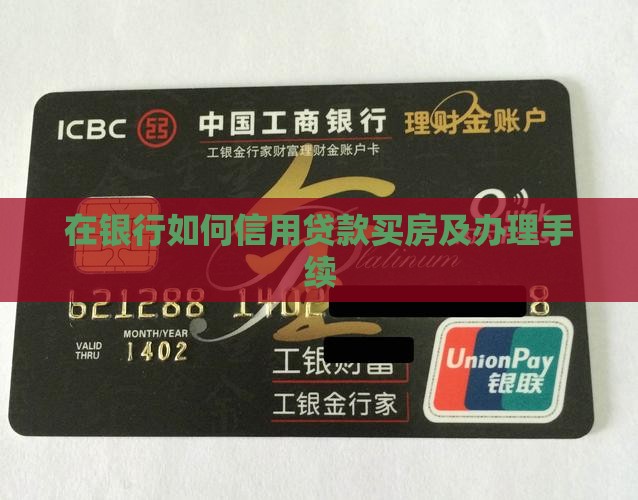 ICBC 中国工商银行 理财金账户
工银金行家财富理财金账户卡
在银行如何信用贷款买房及办理手
续
Platinum
621288 1402 8
MONTH/YEAR
VALID
THRU 1402
工银财富
工银金行家
UnionPay
银联